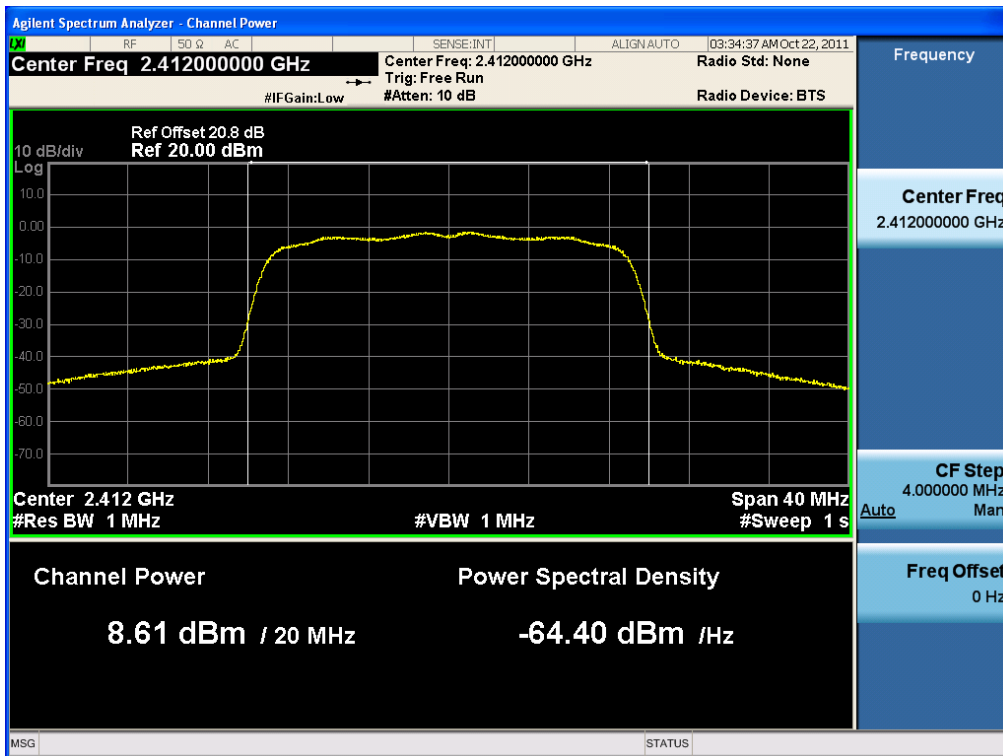 Agilent Spectrum Analyzer - Channel Power
LXI RF 50 Ω AC SENSE:INT ALIGN AUTO 03:34:37 AM Oct 22, 2011
Center Freq 2.412000000 GHz
Center Freq: 2.412000000 GHz
Radio Std: None
Trig: Free Run
#IFGain:Low
#Atten: 10 dB
Radio Device: BTS
Frequency
Ref Offset 20.8 dB
10 dB/div Ref 20.00 dBm
Log
10.0
0.00
-10.0
-20.0
-30.0
-40.0
-50.0
-60.0
-70.0
Center 2.412 GHz Span 40 MHz
#Res BW 1 MHz #VBW 1 MHz #Sweep 1 s
Channel Power Power Spectral Density
8.61 dBm / 20 MHz -64.40 dBm /Hz
Center Freq
2.412000000 GHz
CF Step
4.000000 MHz
Auto Man
Freq Offset
0 Hz
MSG STATUS